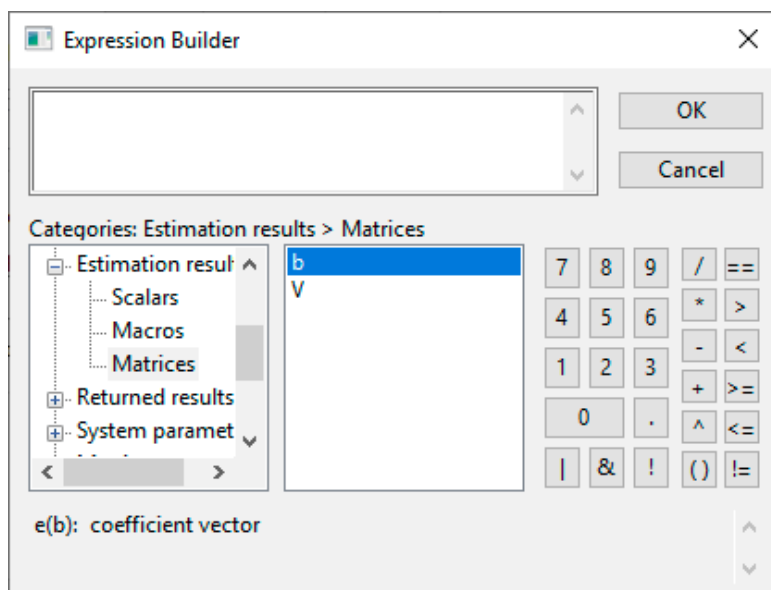 Expression Builder
OK
Cancel
Categories: Estimation results > Matrices
Estimation resul
Scalars
Macros
Matrices
Returned results
System paramet
b
V
7 8 9 / ==
4 5 6 * >
1 2 3 - <
0 . + >=
^ <=
| & ! () !=
e(b): coefficient vector